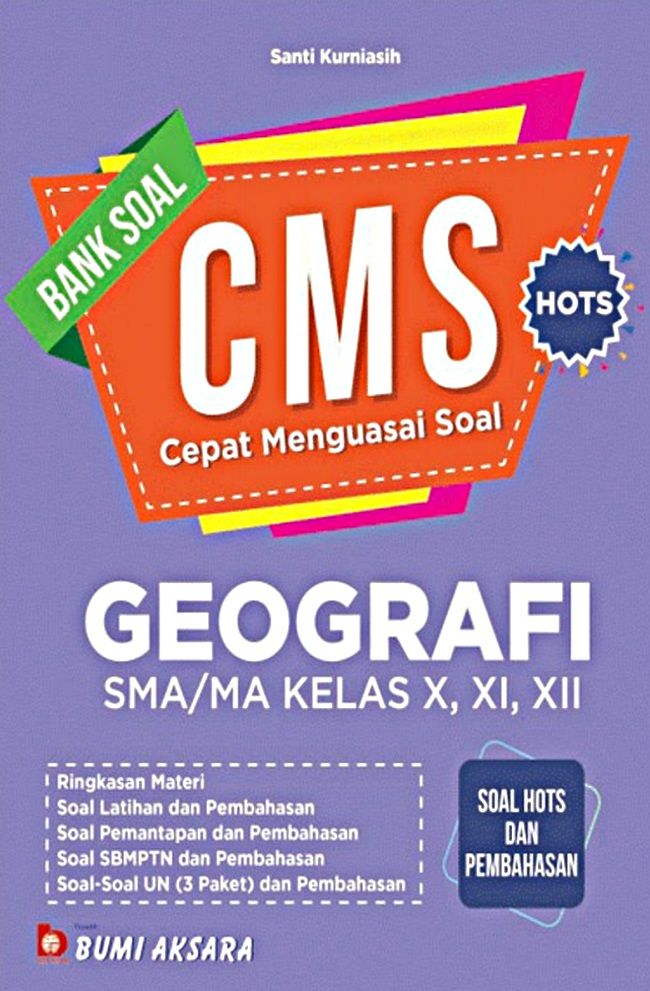 Santi Kurniasih
BANK SOAL
CMS
Cepat Menguasai Soal
HOTS
GEOGRAFI
SMA/MA KELAS X, XI, XII
Ringkasan Materi
Soal Latihan dan Pembahasan
Soal Pemantapan dan Pembahasan
Soal SBMPTN dan Pembahasan
Soal-Soal UN (3 Paket) dan Pembahasan
SOAL HOTS
DAN
PEMBAHASAN
BUMI AKSARA